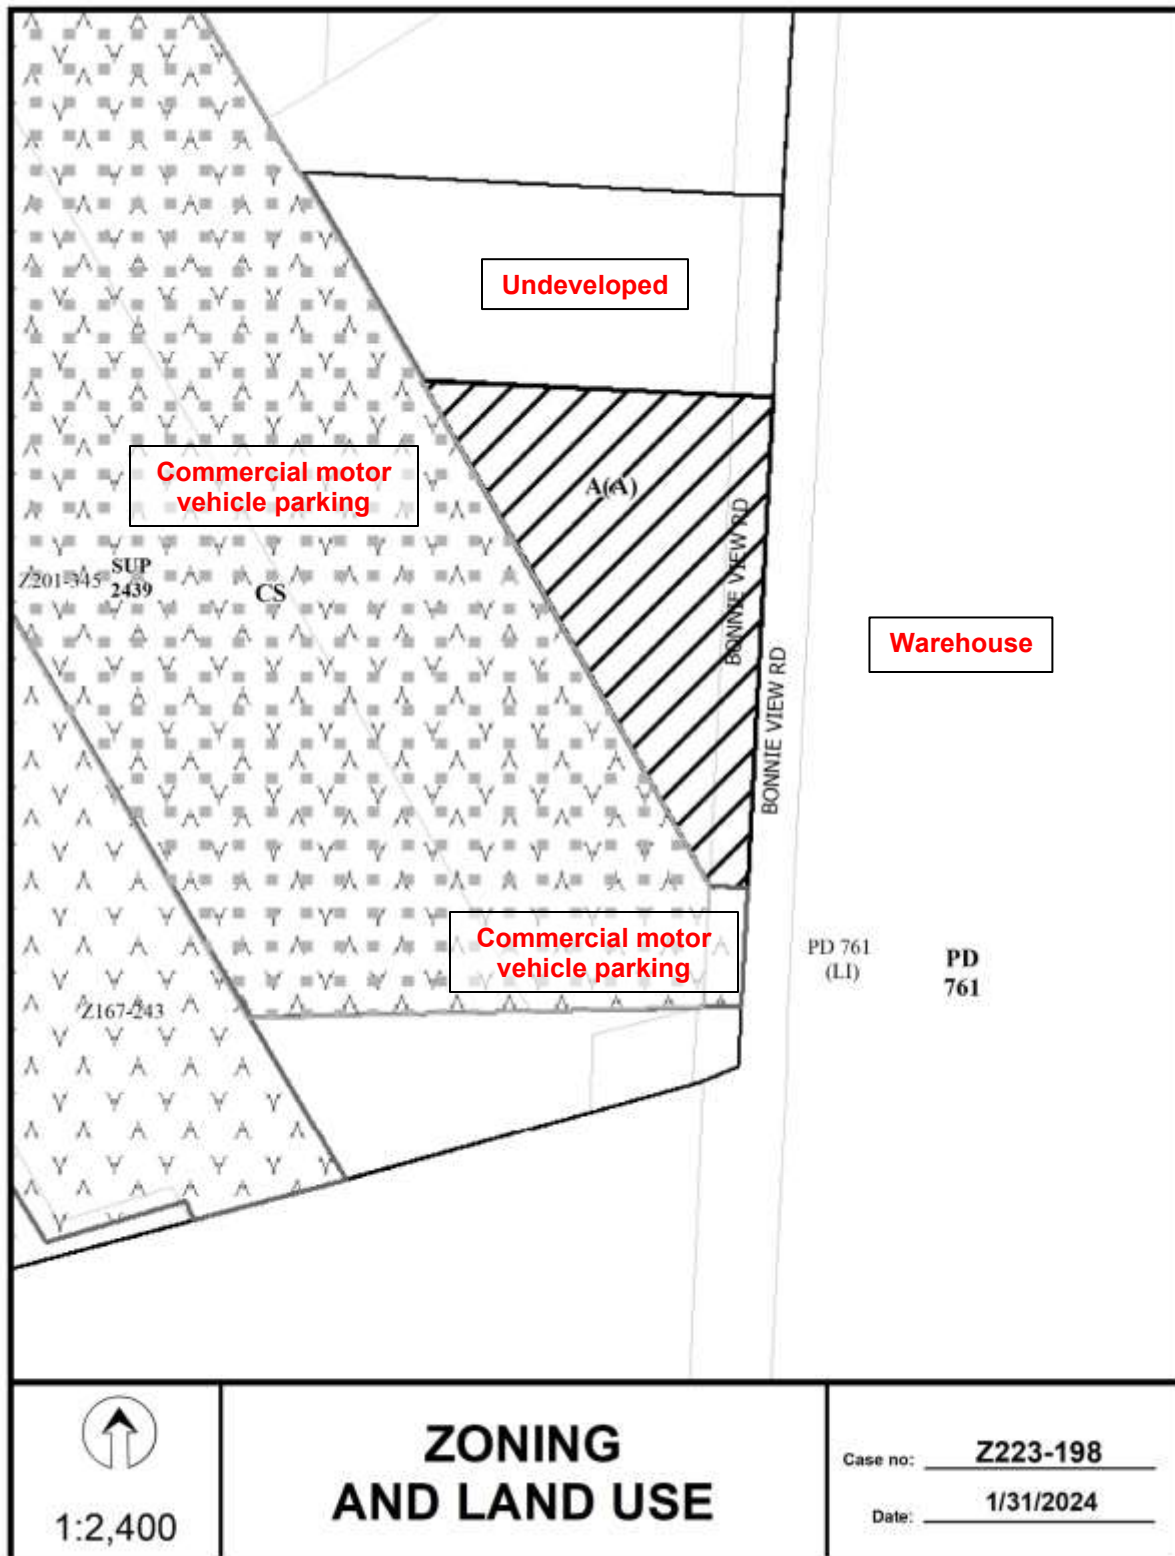 Undeveloped
Commercial motor
vehicle parking
A(A)
BONNIE VIEW RD
Z201-345
SUP
2439
CS
Warehouse
BONNIE VIEW RD
Commercial motor
vehicle parking
PD 761
(LI)
PD
761
Z167-243
1:2,400
ZONING
AND LAND USE
Case no: Z223-198
Date: 1/31/2024